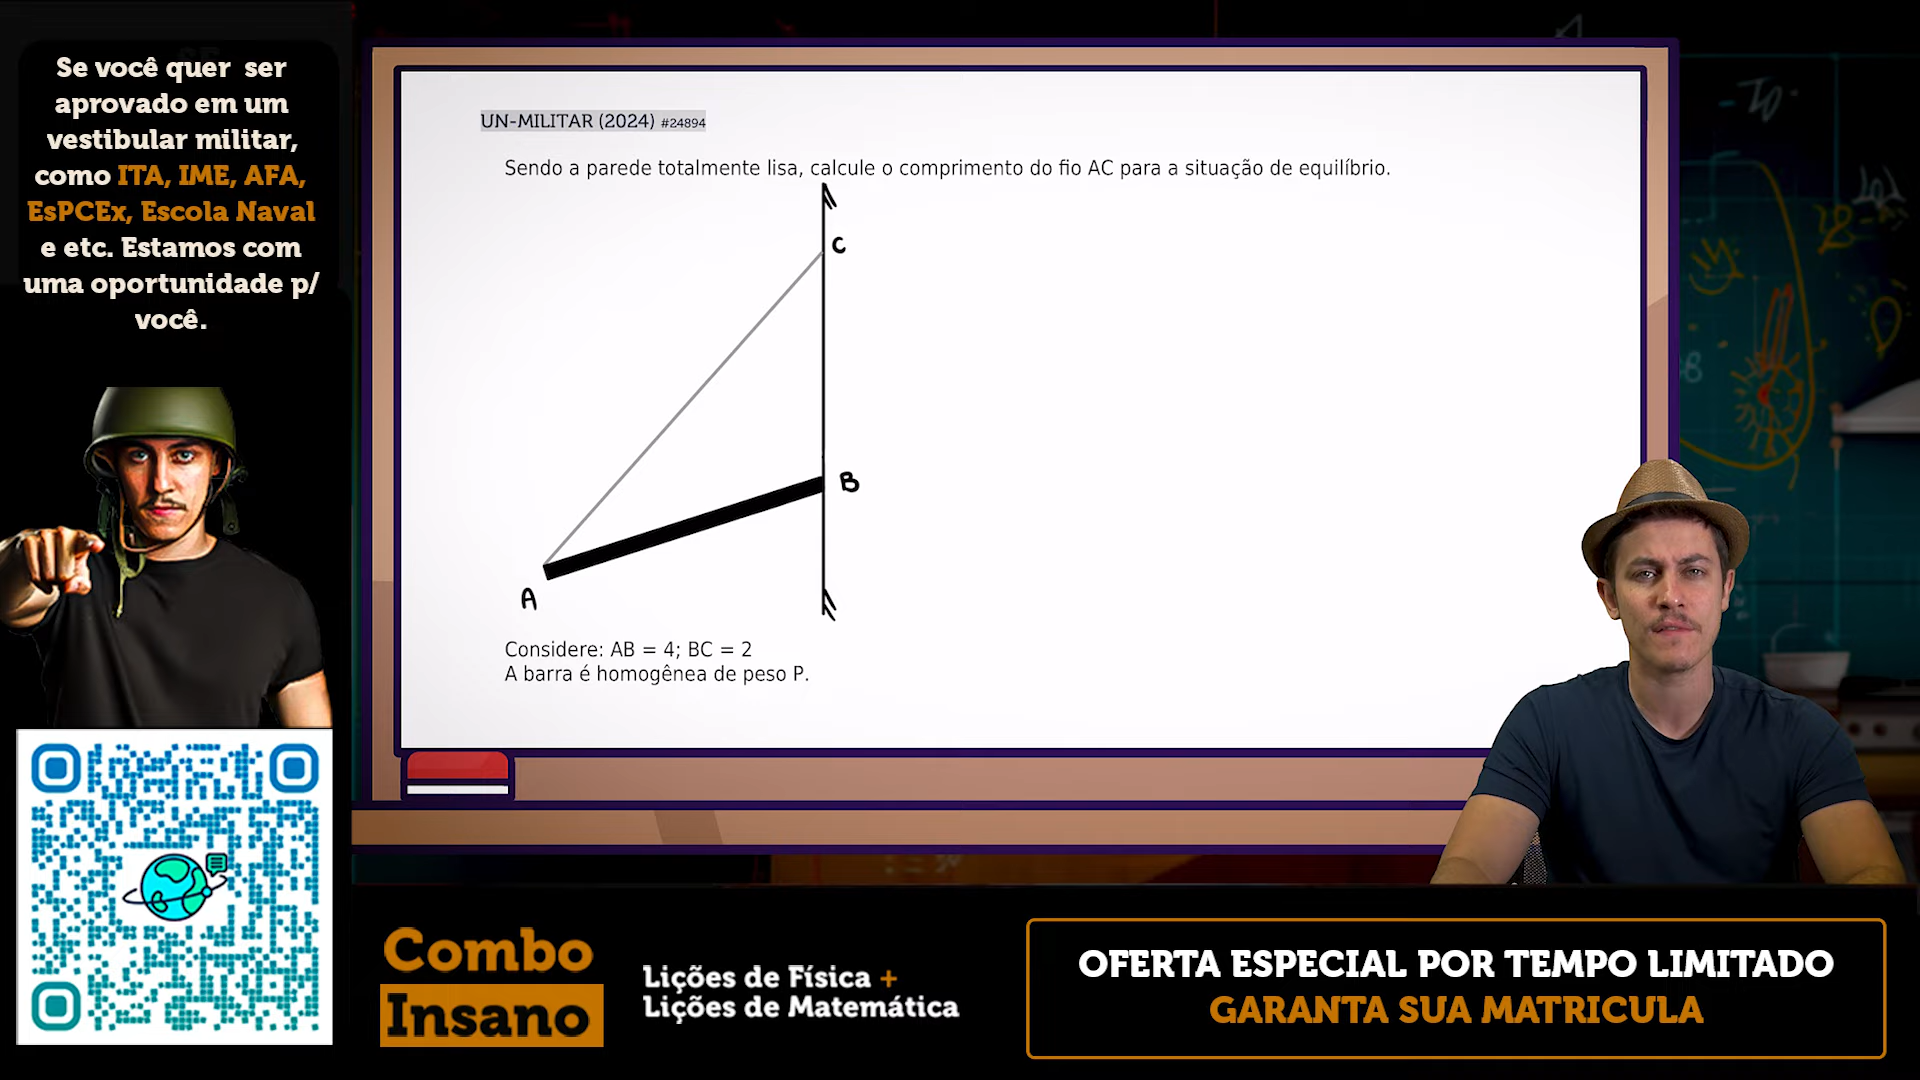 Se você quer ser
aprovado em um
vestibular militar,
como ITA, IME, AFA,
EsPCEx, Escola Naval
e etc. Estamos com
uma oportunidade p/
você.
UN-MILITAR (2024) #24894
Sendo a parede totalmente lisa, calcule o comprimento do fio AC para a situação de equilíbrio.
C
B
A
Considere: AB = 4; BC = 2
A barra é homogênea de peso P.
Combo
Insano
Lições de Física +
Lições de Matemática
OFERTA ESPECIAL POR TEMPO LIMITADO
GARANTA SUA MATRICULA